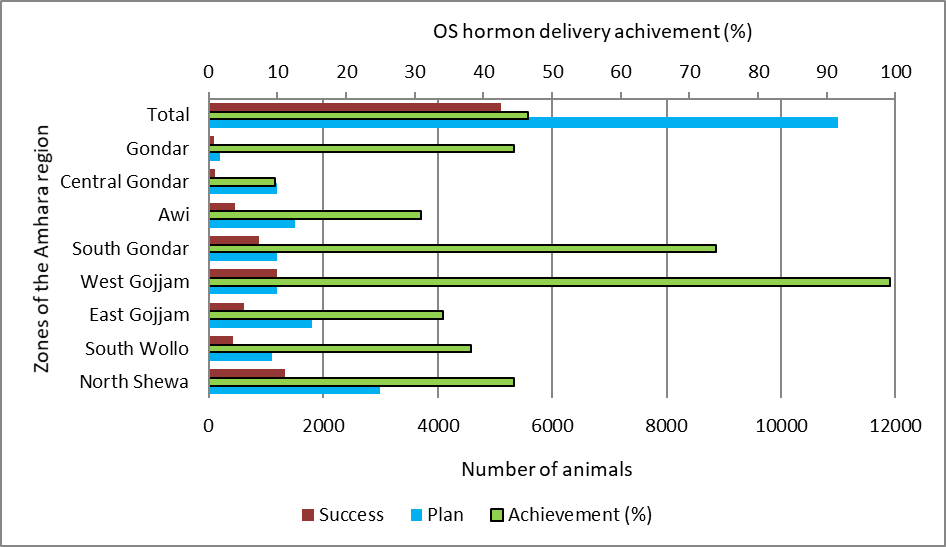 OS hormon delivery achivement (%)
0 10 20 30 40 50 60 70 80 90 100
Zones of the Amhara region
Total
Gondar
Central Gondar
Awi
South Gondar
West Gojjam
East Gojjam
South Wollo
North Shewa
0 2000 4000 6000 8000 10000 12000
Number of animals
Success Plan Achievement (%)